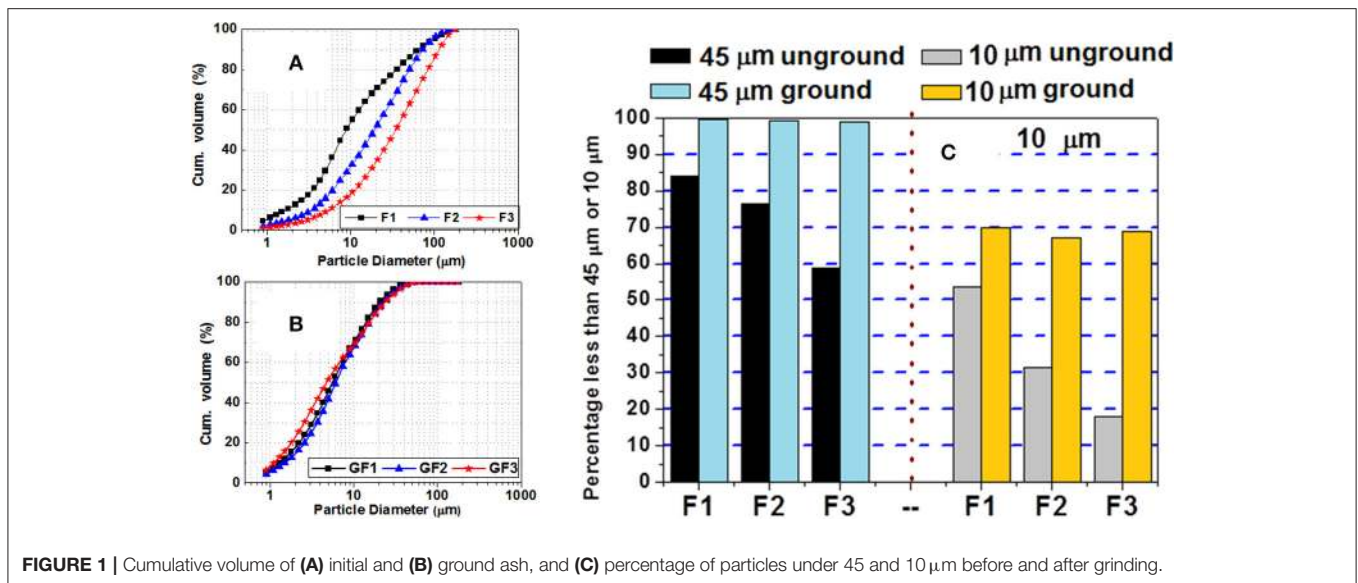 100
80
60
40
20
0
Cum. volume (%)
A
F1 F2 F3
1 10 100 1000
Particle Diameter (µm)
100
80
60
40
20
0
Cum. volume (%)
B
GF1 GF2 GF3
1 10 100 1000
Particle Diameter (µm)
45 µm unground 10 µm unground
45 µm ground 10 µm ground
Percentage less than 45 µm or 10 µm
100
90
80
70
60
50
40
30
20
10
0
C 10 µm
F1 F2 F3 -- F1 F2 F3
FIGURE 1 | Cumulative volume of (A) initial and (B) ground ash, and (C) percentage of particles under 45 and 10 µm before and after grinding.